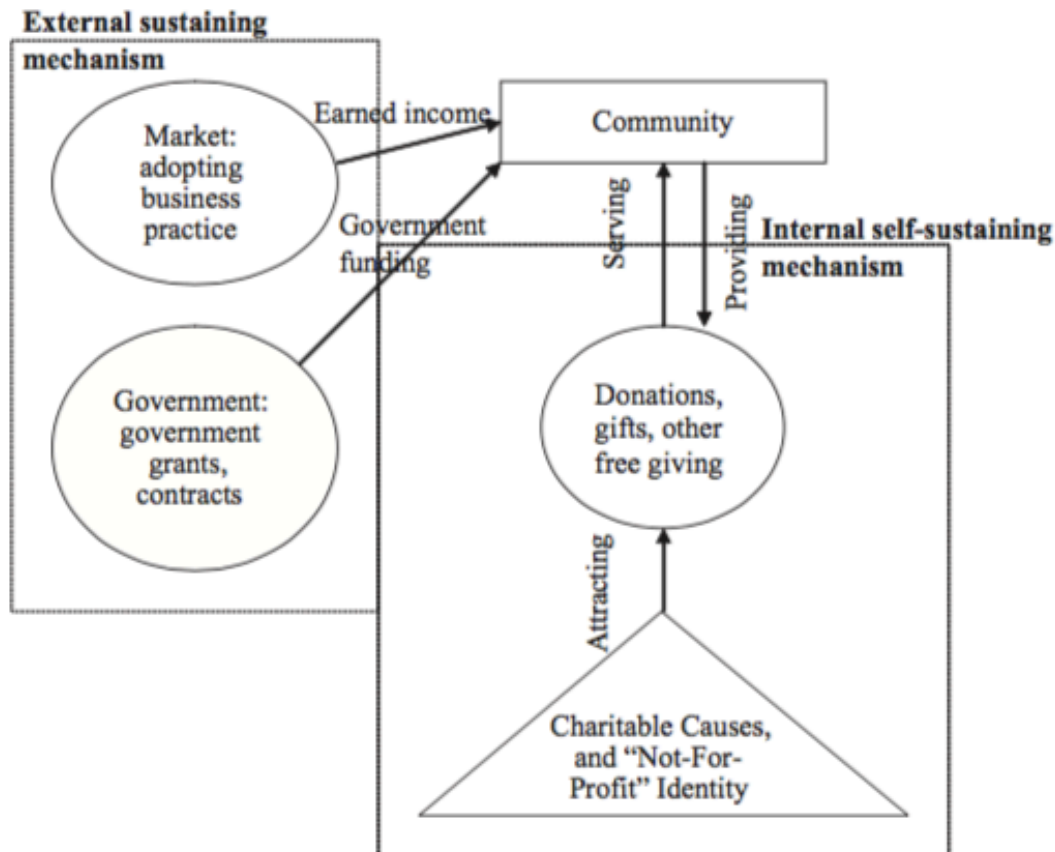 External sustaining
mechanism
Market:
adopting
business
practice
Earned income
Community
Government
funding
Serving
Providing
Internal self-sustaining
mechanism
Government:
government
grants,
contracts
Donations,
gifts, other
free giving
Attracting
Charitable Causes,
and “Not-For-
Profit” Identity